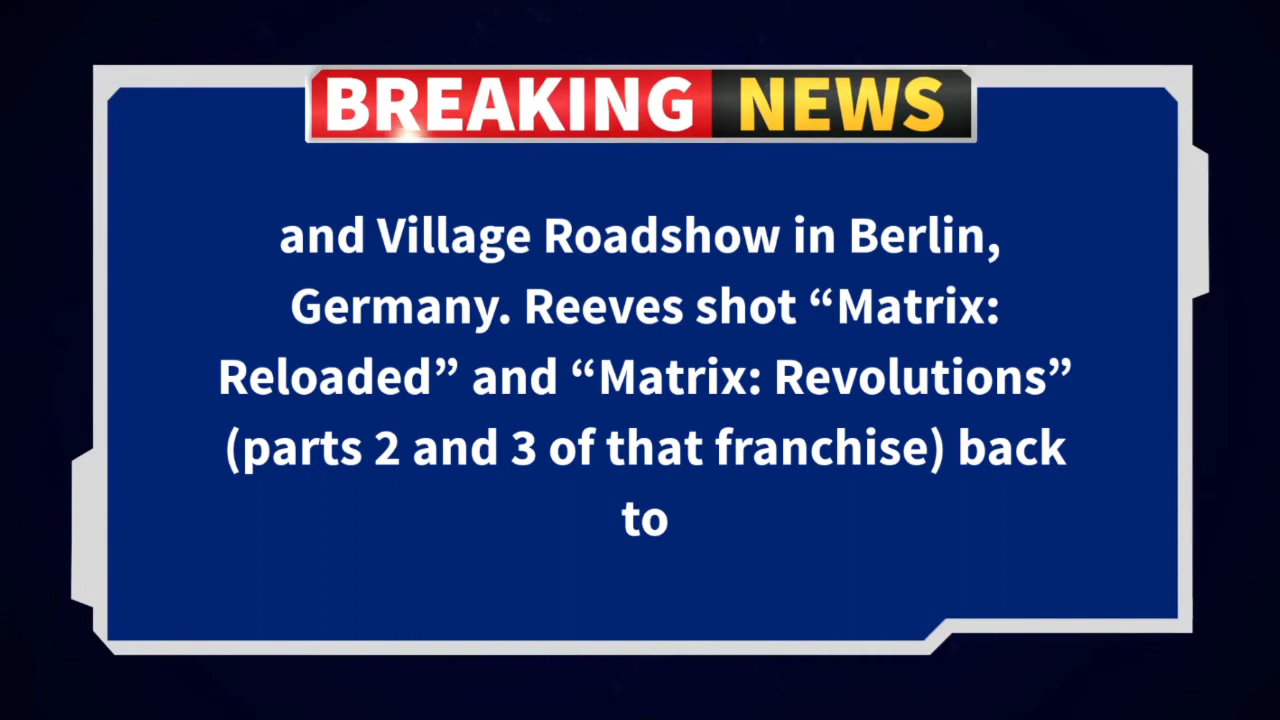 BREAKING NEWS
and Village Roadshow in Berlin,
Germany. Reeves shot “Matrix:
Reloaded” and “Matrix: Revolutions”
(parts 2 and 3 of that franchise) back
to